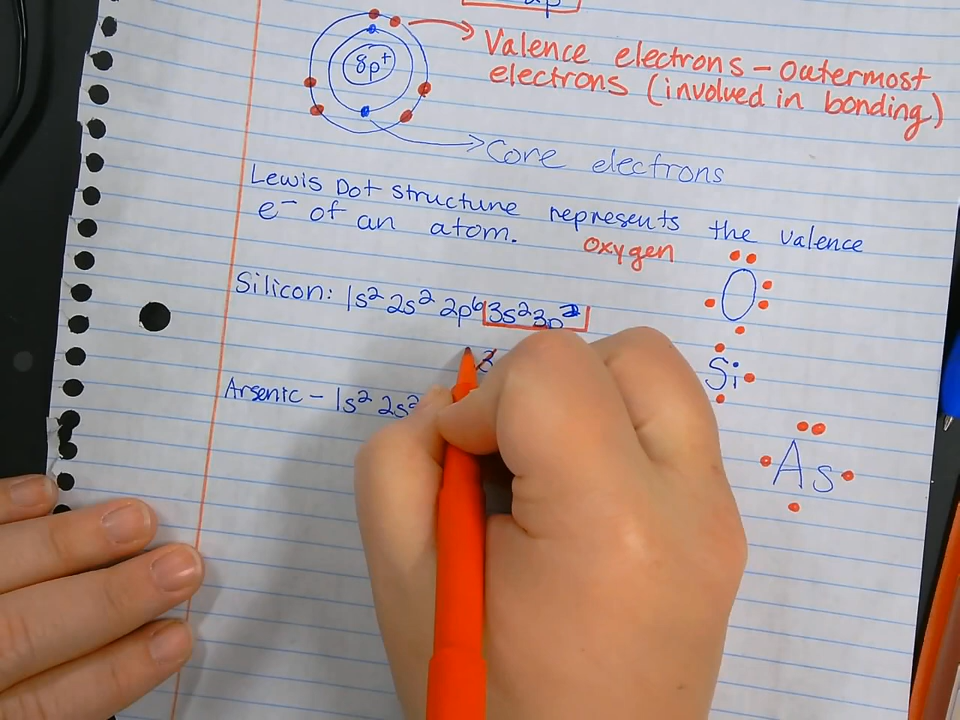 8p⁺
Valence electrons – outermost
electrons (involved in bonding)
Core electrons
Lewis Dot structure represents the valence
e⁻ of an atom.
oxygen
O
Silicon: 1s² 2s² 2p⁶ 3s² 3p²
Si
Arsenic – 1s² 2s²
As